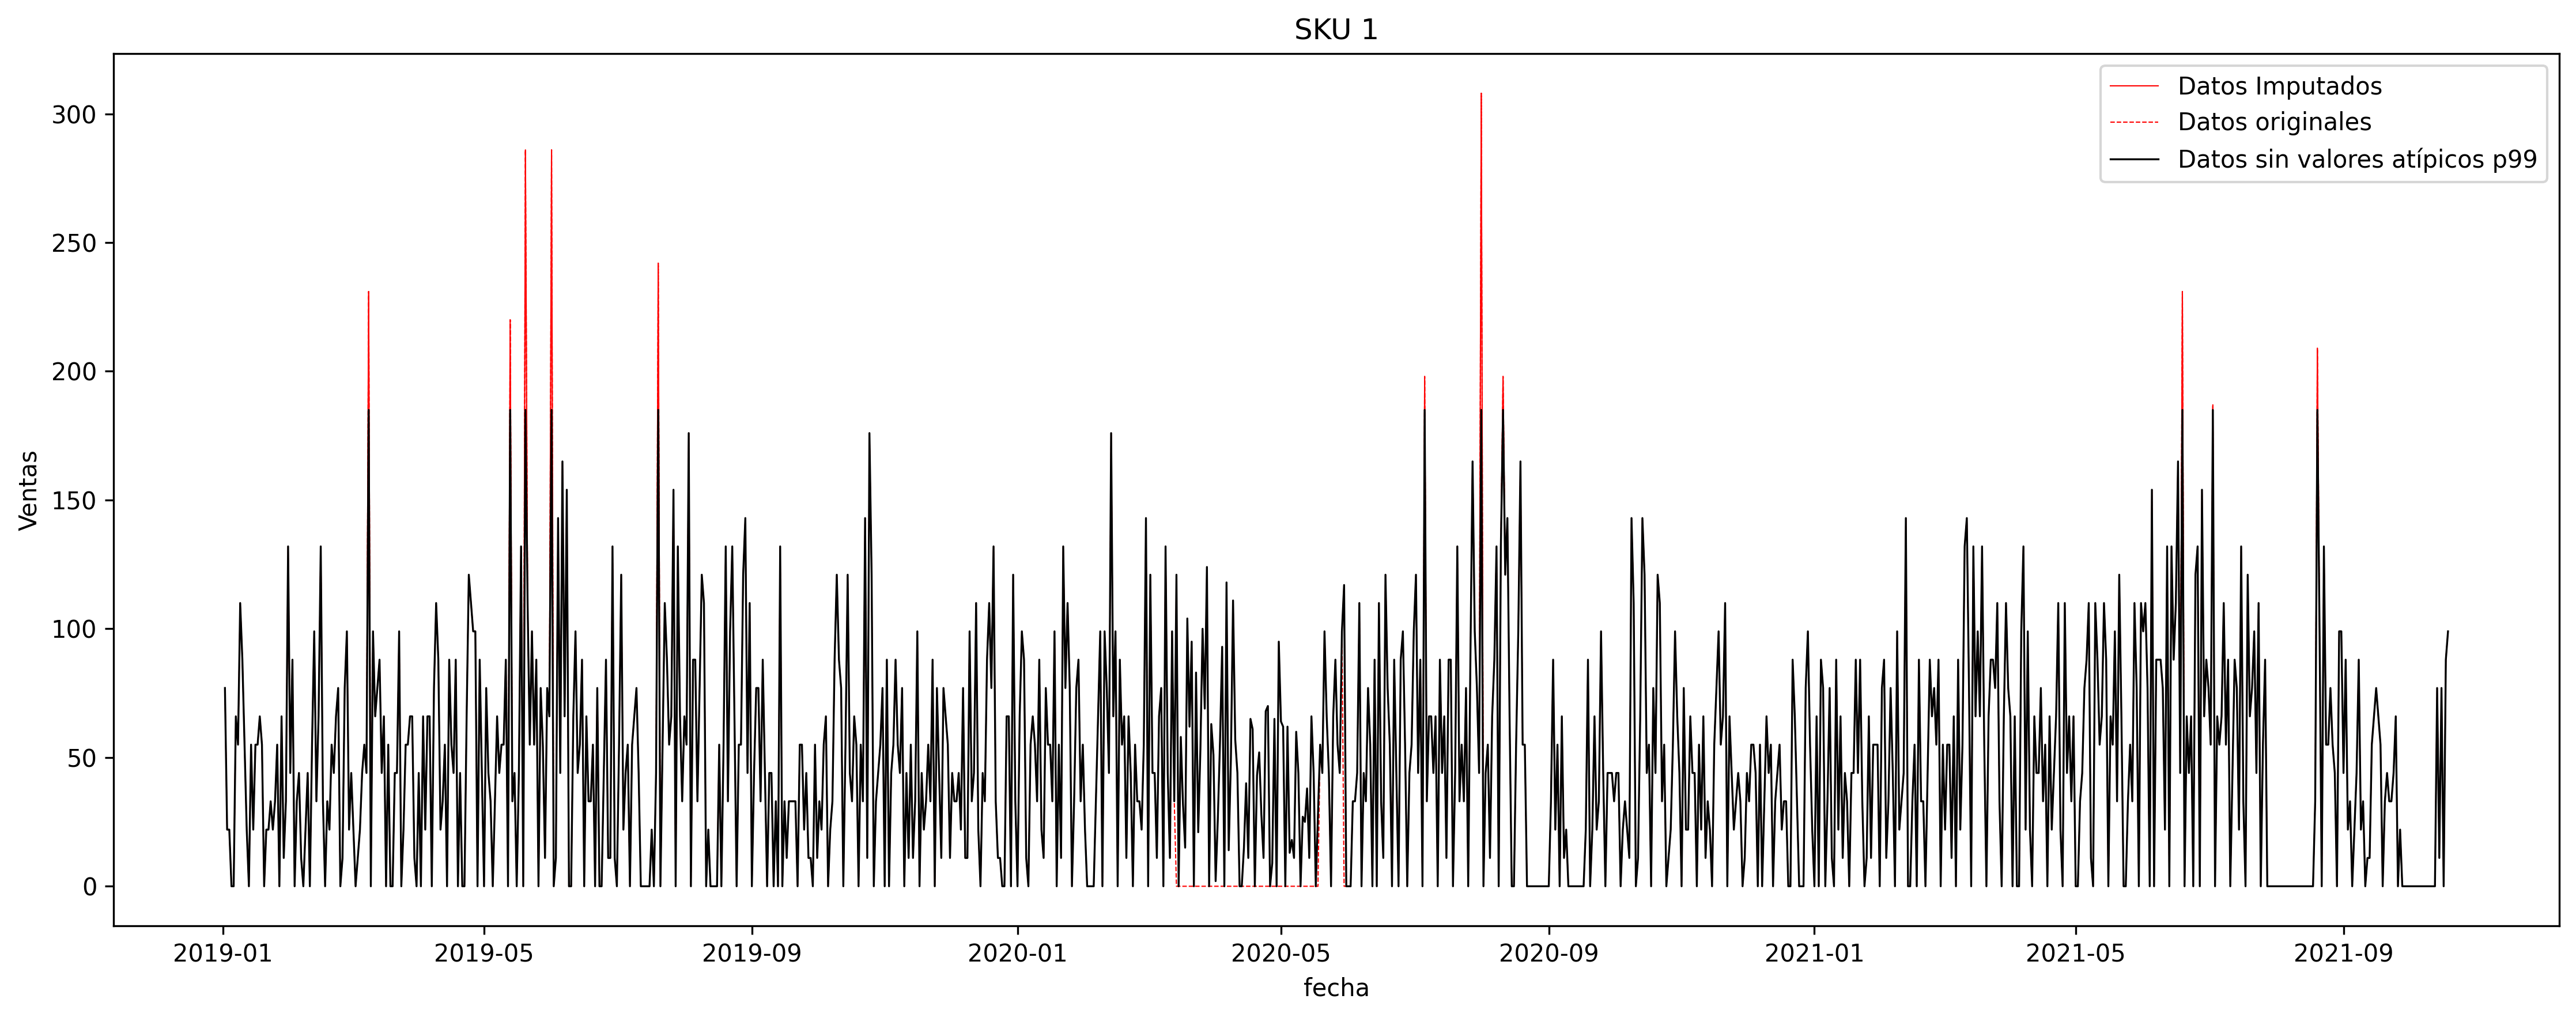 SKU 1
Datos Imputados
Datos originales
Datos sin valores atípicos p99
300
250
200
150
100
50
0
Ventas
2019-01 2019-05 2019-09 2020-01 2020-05 2020-09 2021-01 2021-05 2021-09
fecha